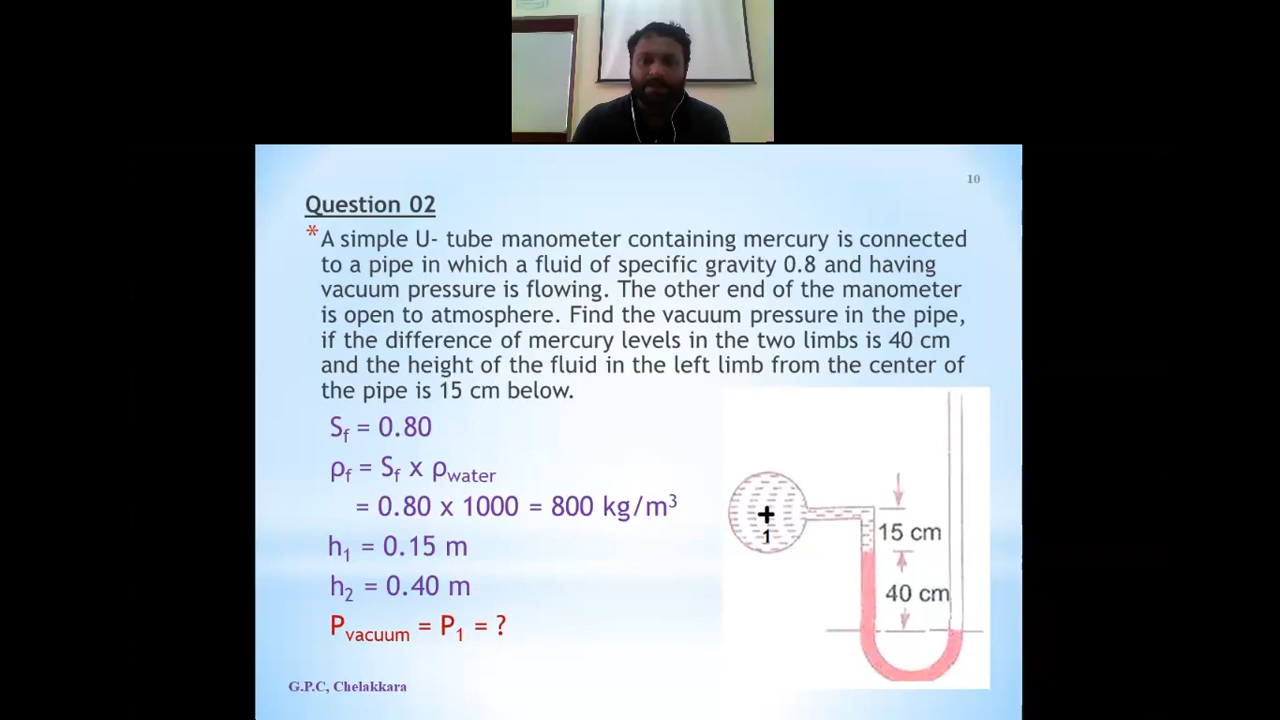 10
Question 02
* A simple U- tube manometer containing mercury is connected
to a pipe in which a fluid of specific gravity 0.8 and having
vacuum pressure is flowing. The other end of the manometer
is open to atmosphere. Find the vacuum pressure in the pipe,
if the difference of mercury levels in the two limbs is 40 cm
and the height of the fluid in the left limb from the center of
the pipe is 15 cm below.
S_f = 0.80
ρ_f = S_f x ρ_water
= 0.80 x 1000 = 800 kg/m³
h₁ = 0.15 m
h₂ = 0.40 m
P_vacuum = P₁ = ?
+
1
15 cm
40 cm
G.P.C, Chelakkara